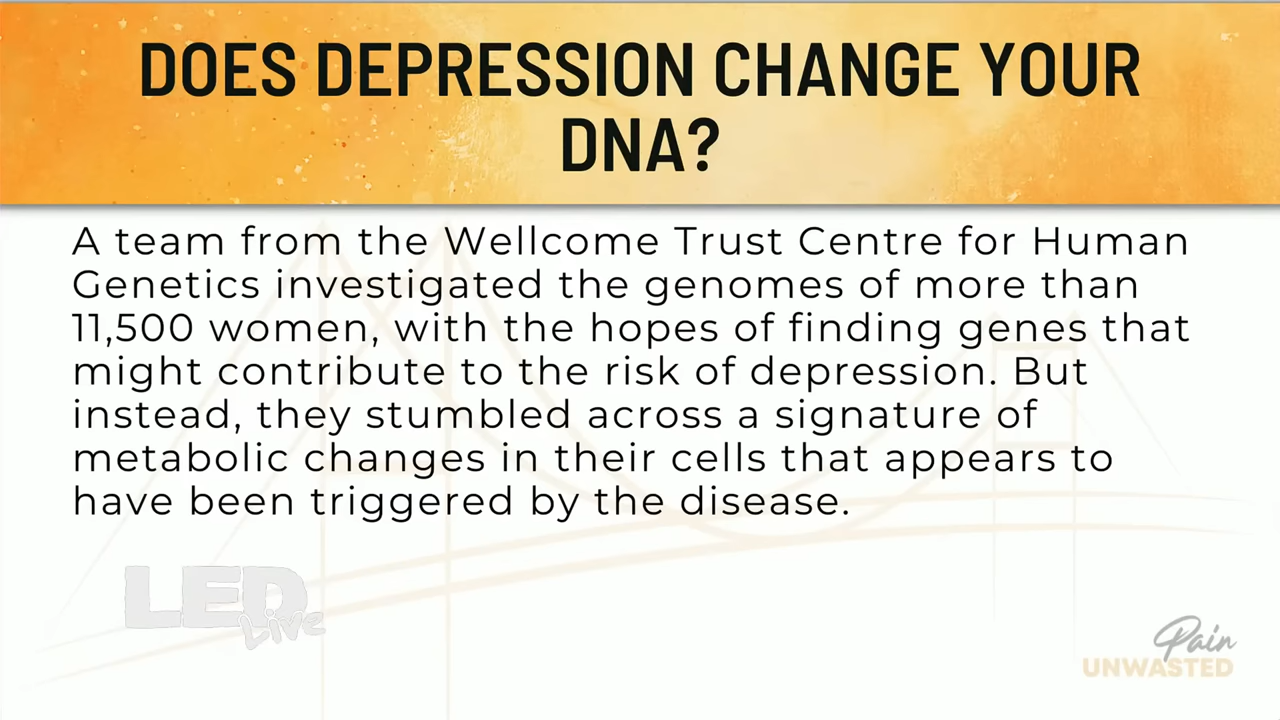 DOES DEPRESSION CHANGE YOUR
DNA?
A team from the Wellcome Trust Centre for Human
Genetics investigated the genomes of more than
11,500 women, with the hopes of finding genes that
might contribute to the risk of depression. But
instead, they stumbled across a signature of
metabolic changes in their cells that appears to
have been triggered by the disease.
LED
Live
Pain
UNWASTED